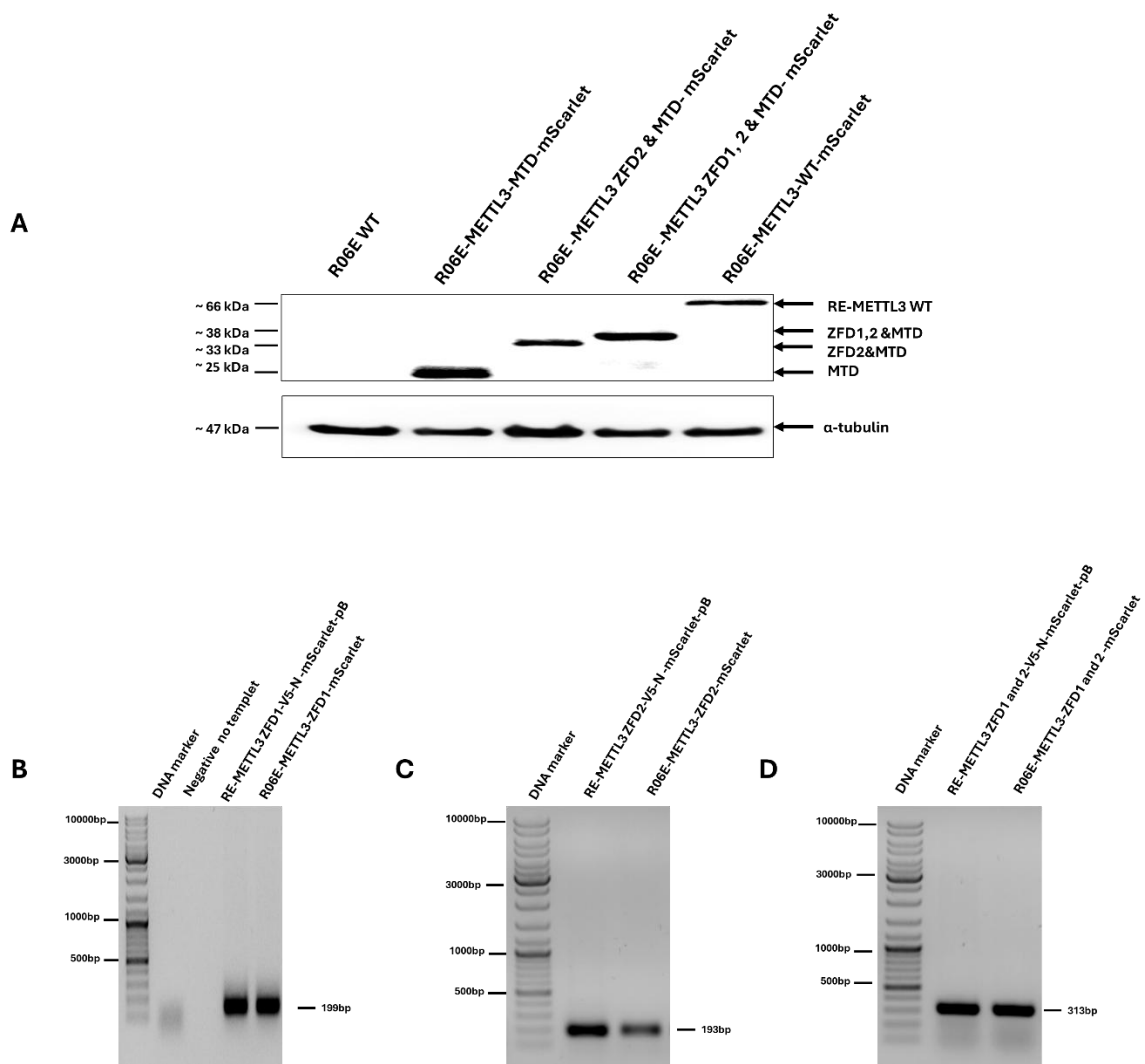 A
R06E WT
R06E-METTL3-MTD-mScarlet
R06E -METTL3 ZFD2 & MTD- mScarlet
R06E -METTL3 ZFD1, 2 & MTD- mScarlet
R06E-METTL3-WT-mScarlet
~ 66 kDa
~ 38 kDa
~ 33 kDa
~ 25 kDa
RE-METTL3 WT
ZFD1,2 &MTD
ZFD2&MTD
MTD
~ 47 kDa
α-tubulin
B
DNA marker
Negative no templet
RE-METTL3 ZFD1-V5-N -mScarlet-pB
R06E-METTL3-ZFD1-mScarlet
10000bp
3000bp
1000bp
500bp
199bp
C
DNA marker
RE-METTL3 ZFD2-V5-N -mScarlet-pB
R06E-METTL3-ZFD2-mScarlet
10000bp
3000bp
1000bp
500bp
193bp
D
DNA marker
RE-METTL3 ZFD1 and 2-V5-N-mScarlet-pB
R06E-METTL3-ZFD1 and 2 -mScarlet
10000bp
3000bp
1000bp
500bp
313bp